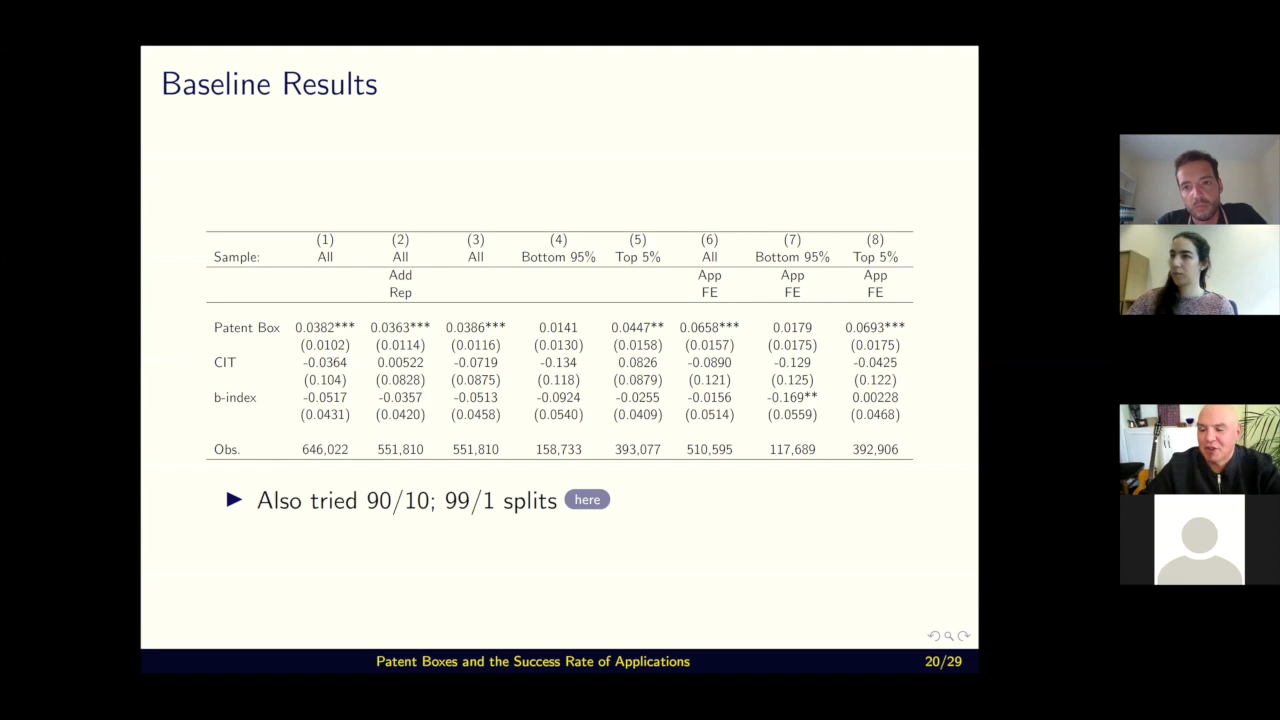 Baseline Results
(1) (2) (3) (4) (5) (6) (7) (8)
Sample: All All All Bottom 95% Top 5% All Bottom 95% Top 5%
Add App App App
Rep FE FE FE
Patent Box 0.0382*** 0.0363*** 0.0386*** 0.0141 0.0447** 0.0658*** 0.0179 0.0693***
(0.0102) (0.0114) (0.0116) (0.0130) (0.0158) (0.0157) (0.0175) (0.0175)
CIT -0.0364 0.00522 -0.0719 -0.134 0.0826 -0.0890 -0.129 -0.0425
(0.104) (0.0828) (0.0875) (0.118) (0.0879) (0.121) (0.125) (0.122)
b-index -0.0517 -0.0357 -0.0513 -0.0924 -0.0255 -0.0156 -0.169** 0.00228
(0.0431) (0.0420) (0.0458) (0.0540) (0.0409) (0.0514) (0.0559) (0.0468)
Obs. 646,022 551,810 551,810 158,733 393,077 510,595 117,689 392,906
Also tried 90/10; 99/1 splits here
Patent Boxes and the Success Rate of Applications 20/29